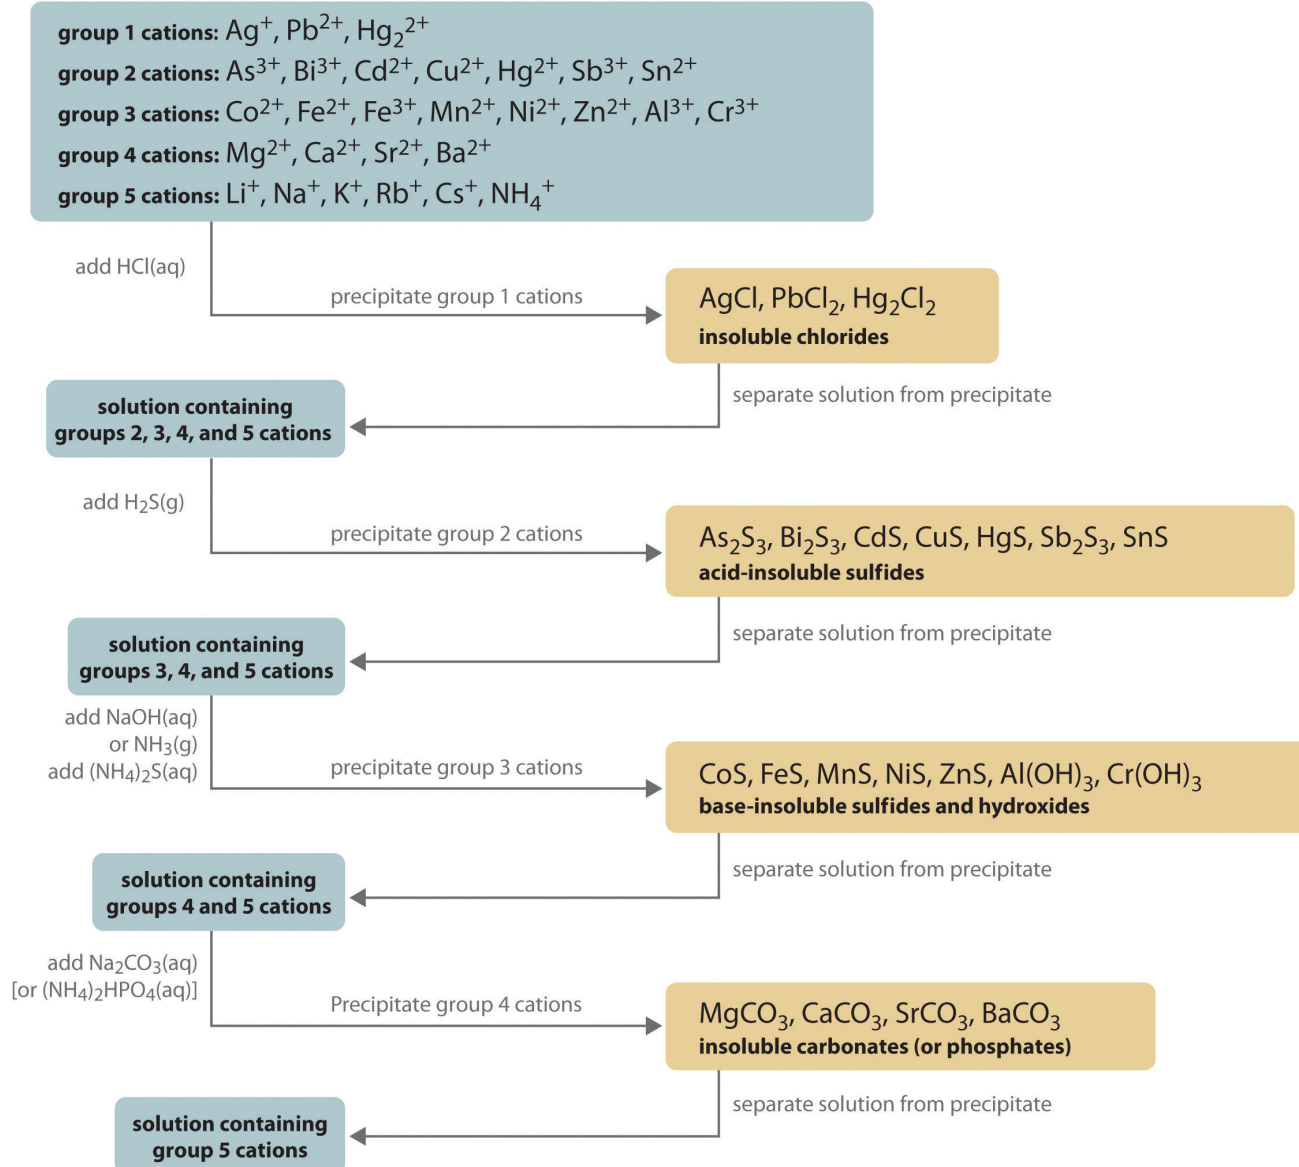 group 1 cations: Ag⁺, Pb²⁺, Hg₂²⁺
group 2 cations: As³⁺, Bi³⁺, Cd²⁺, Cu²⁺, Hg²⁺, Sb³⁺, Sn²⁺
group 3 cations: Co²⁺, Fe²⁺, Fe³⁺, Mn²⁺, Ni²⁺, Zn²⁺, Al³⁺, Cr³⁺
group 4 cations: Mg²⁺, Ca²⁺, Sr²⁺, Ba²⁺
group 5 cations: Li⁺, Na⁺, K⁺, Rb⁺, Cs⁺, NH₄⁺
add HCl(aq)
precipitate group 1 cations
AgCl, PbCl₂, Hg₂Cl₂
insoluble chlorides
separate solution from precipitate
solution containing
groups 2, 3, 4, and 5 cations
add H₂S(g)
precipitate group 2 cations
As₂S₃, Bi₂S₃, CdS, CuS, HgS, Sb₂S₃, SnS
acid-insoluble sulfides
separate solution from precipitate
solution containing
groups 3, 4, and 5 cations
add NaOH(aq)
or NH₃(g)
add (NH₄)₂S(aq)
precipitate group 3 cations
CoS, FeS, MnS, NiS, ZnS, Al(OH)₃, Cr(OH)₃
base-insoluble sulfides and hydroxides
separate solution from precipitate
solution containing
groups 4 and 5 cations
add Na₂CO₃(aq)
[or (NH₄)₂HPO₄(aq)]
Precipitate group 4 cations
MgCO₃, CaCO₃, SrCO₃, BaCO₃
insoluble carbonates (or phosphates)
separate solution from precipitate
solution containing
group 5 cations